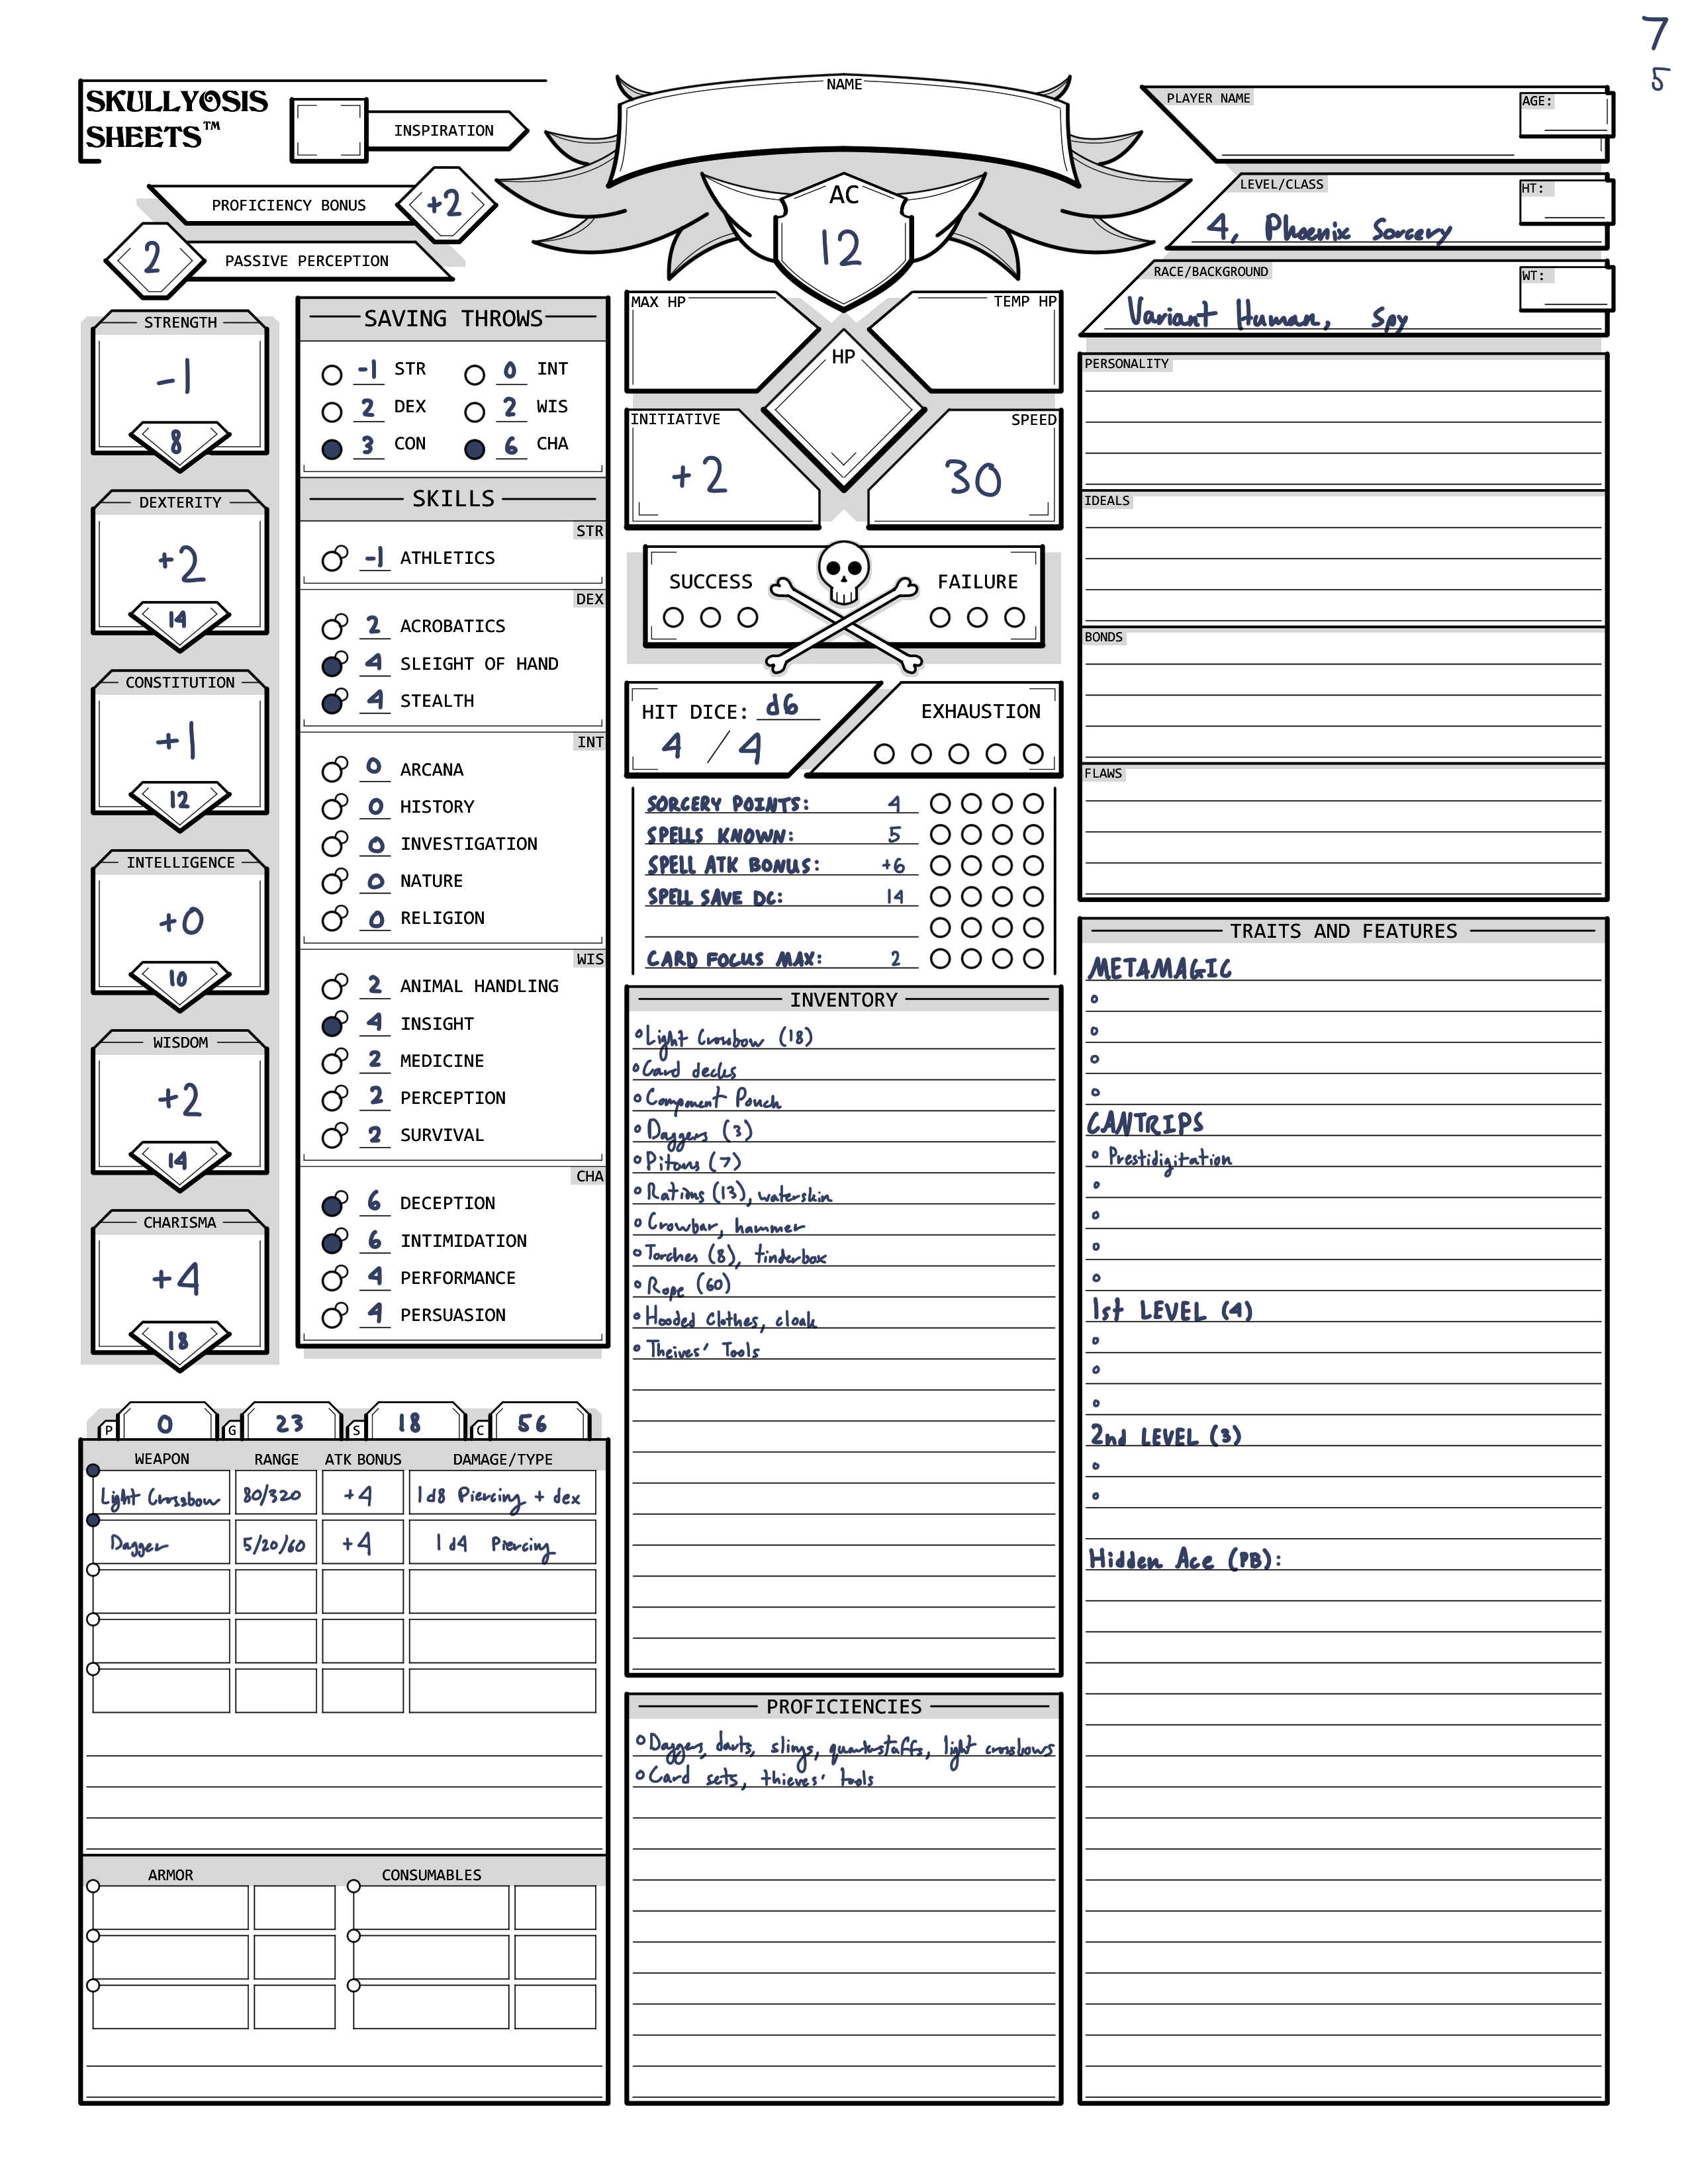 7
5
SKULLYOSIS
SHEETS™
INSPIRATION
PROFICIENCY BONUS +2
2 PASSIVE PERCEPTION
NAME
AC
12
PLAYER NAME
AGE:
LEVEL/CLASS
4, Phoenix Sorcery
HT:
RACE/BACKGROUND
Variant Human, Spy
WT:
STRENGTH
-1
8
DEXTERITY
+2
14
CONSTITUTION
+1
12
INTELLIGENCE
+0
10
WISDOM
+2
14
CHARISMA
+4
18
SAVING THROWS
-1 STR 0 INT
2 DEX 2 WIS
3 CON 6 CHA
SKILLS
STR
-1 ATHLETICS
DEX
2 ACROBATICS
4 SLEIGHT OF HAND
4 STEALTH
INT
0 ARCANA
0 HISTORY
0 INVESTIGATION
0 NATURE
0 RELIGION
WIS
2 ANIMAL HANDLING
4 INSIGHT
2 MEDICINE
2 PERCEPTION
2 SURVIVAL
CHA
6 DECEPTION
6 INTIMIDATION
4 PERFORMANCE
4 PERSUASION
MAX HP
TEMP HP
HP
INITIATIVE
+2
SPEED
30
SUCCESS FAILURE
HIT DICE: d6
4 / 4
EXHAUSTION
SORCERY POINTS: 4
SPELLS KNOWN: 5
SPELL ATK BONUS: +6
SPELL SAVE DC: 14
CARD FOCUS MAX: 2
INVENTORY
Light Crossbow (18)
Card decks
Component Pouch
Daggers (3)
Pitons (7)
Rations (13), waterskin
Crowbar, hammer
Torches (8), tinderbox
Rope (60)
Hooded Clothes, cloak
Theives' Tools
PROFICIENCIES
Daggers, darts, slings, quarterstaffs, light crossbows
Card sets, thieves' tools
PERSONALITY
IDEALS
BONDS
FLAWS
TRAITS AND FEATURES
METAMAGIC
CANTRIPS
Prestidigitation
1st LEVEL (4)
2nd LEVEL (3)
Hidden Ace (PB):
P 0 G 23 S 18 C 56
WEAPON RANGE ATK BONUS DAMAGE/TYPE
Light Crossbow 80/320 +4 1d8 Piercing + dex
Dagger 5/20/60 +4 1d4 Piercing
ARMOR CONSUMABLES